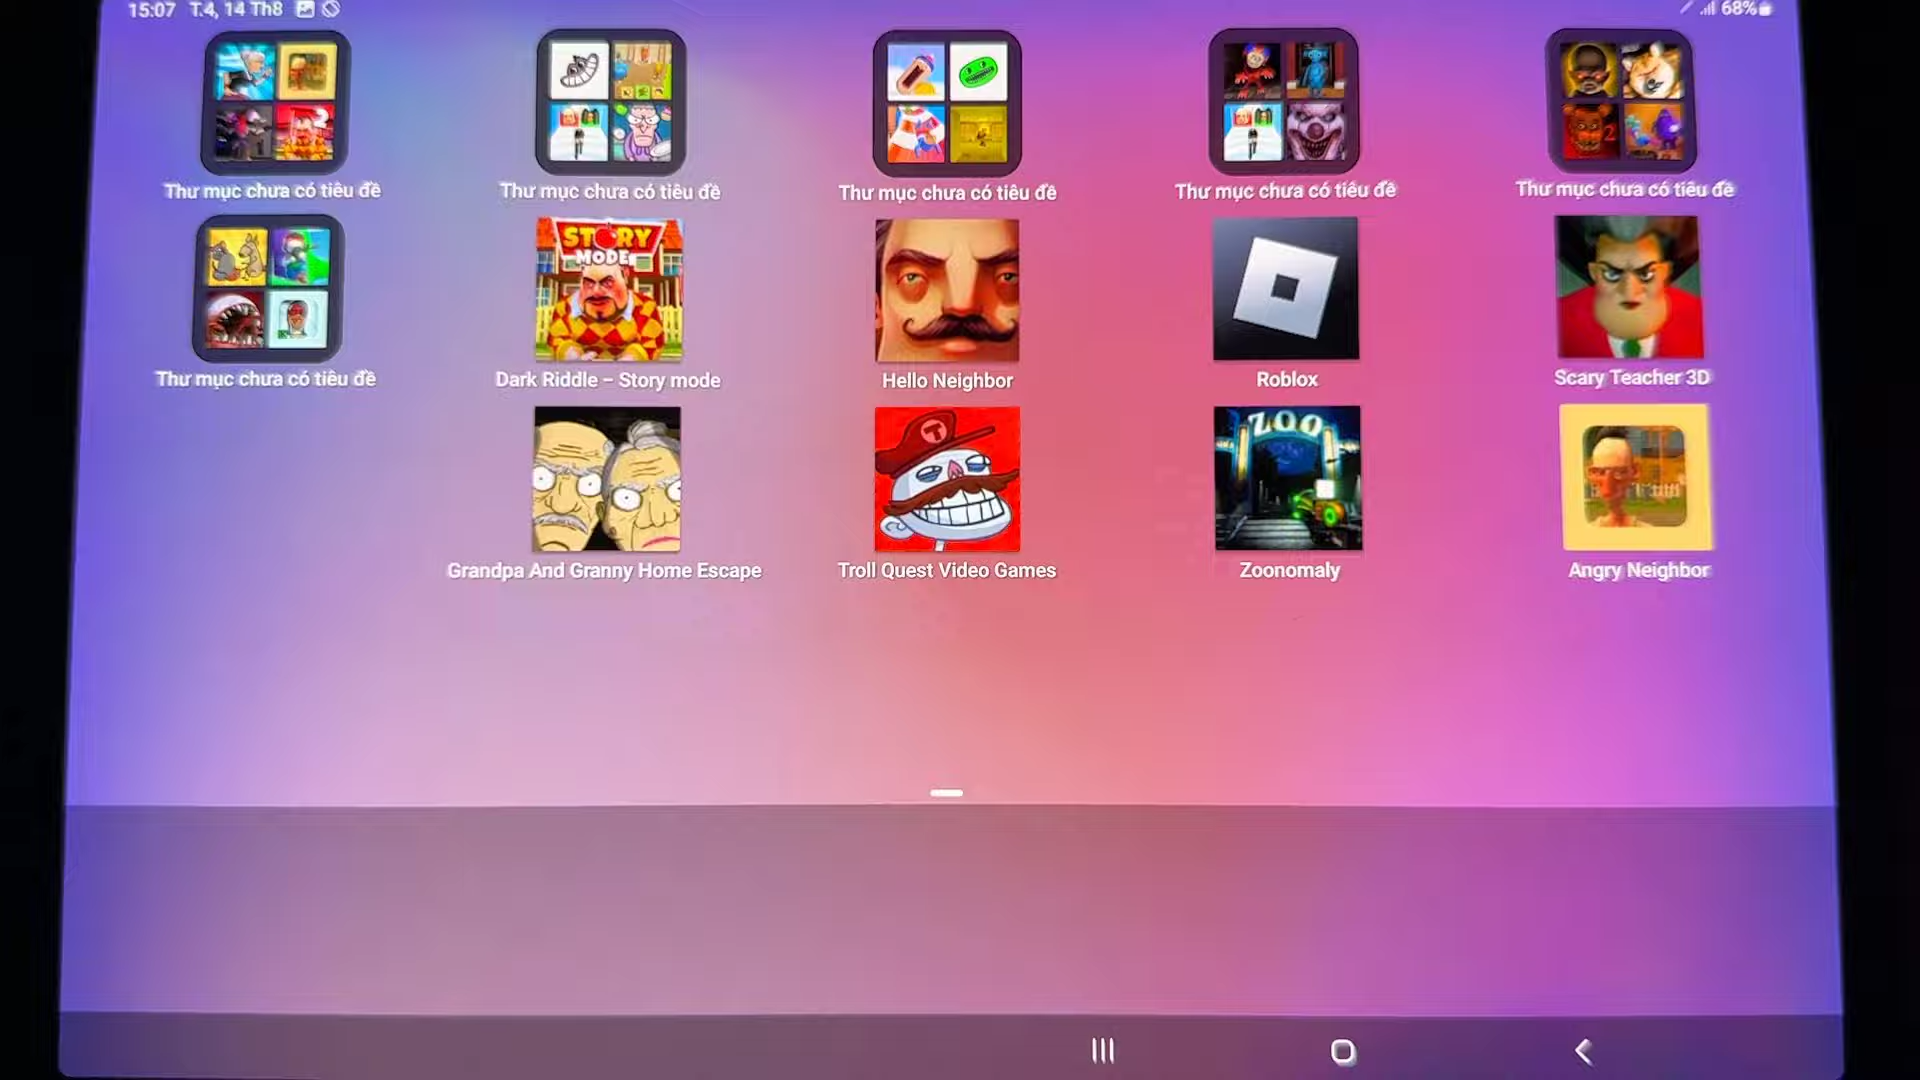 15:07 T.4, 14 Th8
68%
Thư mục chưa có tiêu đề
Thư mục chưa có tiêu đề
Thư mục chưa có tiêu đề
Thư mục chưa có tiêu đề
Thư mục chưa có tiêu đề
STORY
MODE
Thư mục chưa có tiêu đề
Dark Riddle – Story mode
Hello Neighbor
Roblox
Scary Teacher 3D
T
ZOO
Grandpa And Granny Home Escape
Troll Quest Video Games
Zoonomaly
Angry Neighbor